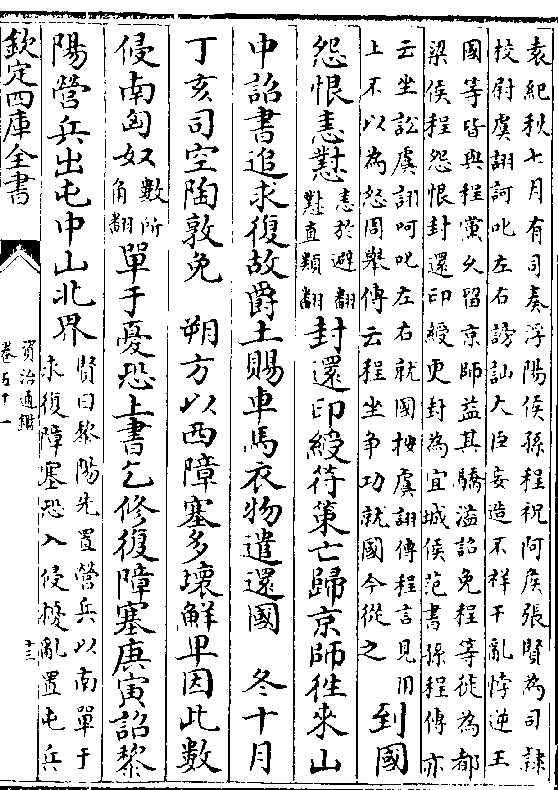 袁紀秋七月有司奏浮陽侯孫程祝阿侯張賢為司隸
校尉虞詡訶叱左右謗訕大臣妄造不祥干亂悖逆王
國等皆與程黨久留京師益其驕溢詔免程等徙為都
梁侯程怨恨封還印綬更封為宜城侯范書孫程傳亦
云坐訟虞詡呵叱左右就國按虞詡傳程言見用
上不以為怒周舉傳云程坐争功就國今從之
到國
怨恨恚懟恚於避翻懟直類翻封還印綬符策亡歸京師往來山
中詔書追求復故爵土賜車馬衣物遣還國 冬十月
丁亥司空陶敦免 朔方以西障塞多壞鮮卑因此數
侵南匈奴數所角翻單于憂恐上書乞修復障塞庚寅詔黎
陽營兵出屯中山北界
賢曰黎陽先置營兵以南單于
求復障塞恐入侵擾亂置屯兵
欽定四庫全書
資治通鑑
卷五十一
十三